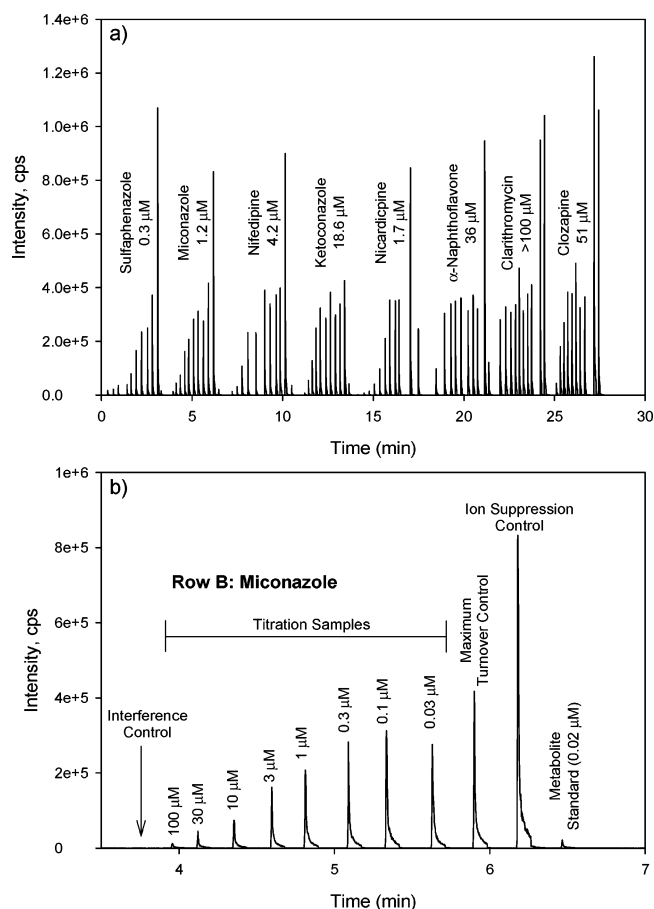 a)
Intensity, cps
1.4e+6
1.2e+6
1.0e+6
8.0e+5
6.0e+5
4.0e+5
2.0e+5
0.0
Sulfaphenazole
0.3 µM
Miconazole
1.2 µM
Nifedipine
4.2 µM
Ketoconazole
18.6 µM
Nicardicpine
1.7 µM
α-Naphthoflavone
36 µM
Clarithromycin
>100 µM
Clozapine
51 µM
0 5 10 15 20 25 30
Time (min)
b)
Intensity, cps
1e+6
8e+5
6e+5
4e+5
2e+5
0
Ion Suppression
Control
Row B: Miconazole
Titration Samples
Maximum
Turnover Control
Interference
Control
100 µM
30 µM
10 µM
3 µM
1 µM
0.3 µM
0.1 µM
0.03 µM
Metabolite
Standard (0.02 µM)
4 5 6 7
Time (min)